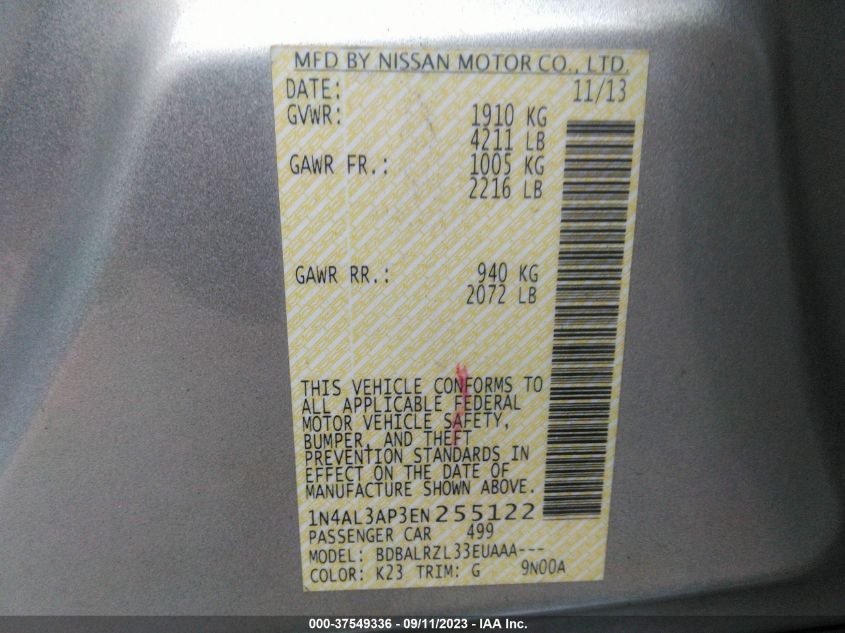 MFD BY NISSAN MOTOR CO., LTD.
DATE: 11/13
GVWR: 1910 KG
4211 LB
GAWR FR.: 1005 KG
2216 LB
GAWR RR.: 940 KG
2072 LB
THIS VEHICLE CONFORMS TO
ALL APPLICABLE FEDERAL
MOTOR VEHICLE SAFETY,
BUMPER, AND THEFT
PREVENTION STANDARDS IN
EFFECT ON THE DATE OF
MANUFACTURE SHOWN ABOVE.
1N4AL3AP3EN255122
PASSENGER CAR 499
MODEL: BDBALRZL33EUAAA---
COLOR: K23 TRIM: G 9N00A
000-37549336 - 09/11/2023 - IAA Inc.